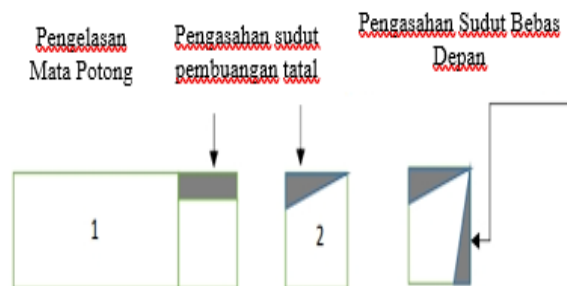 Pengelasan
Mata Potong
Pengasahan sudut
pembuangan tatal
Pengasahan Sudut Bebas
Depan
1
2